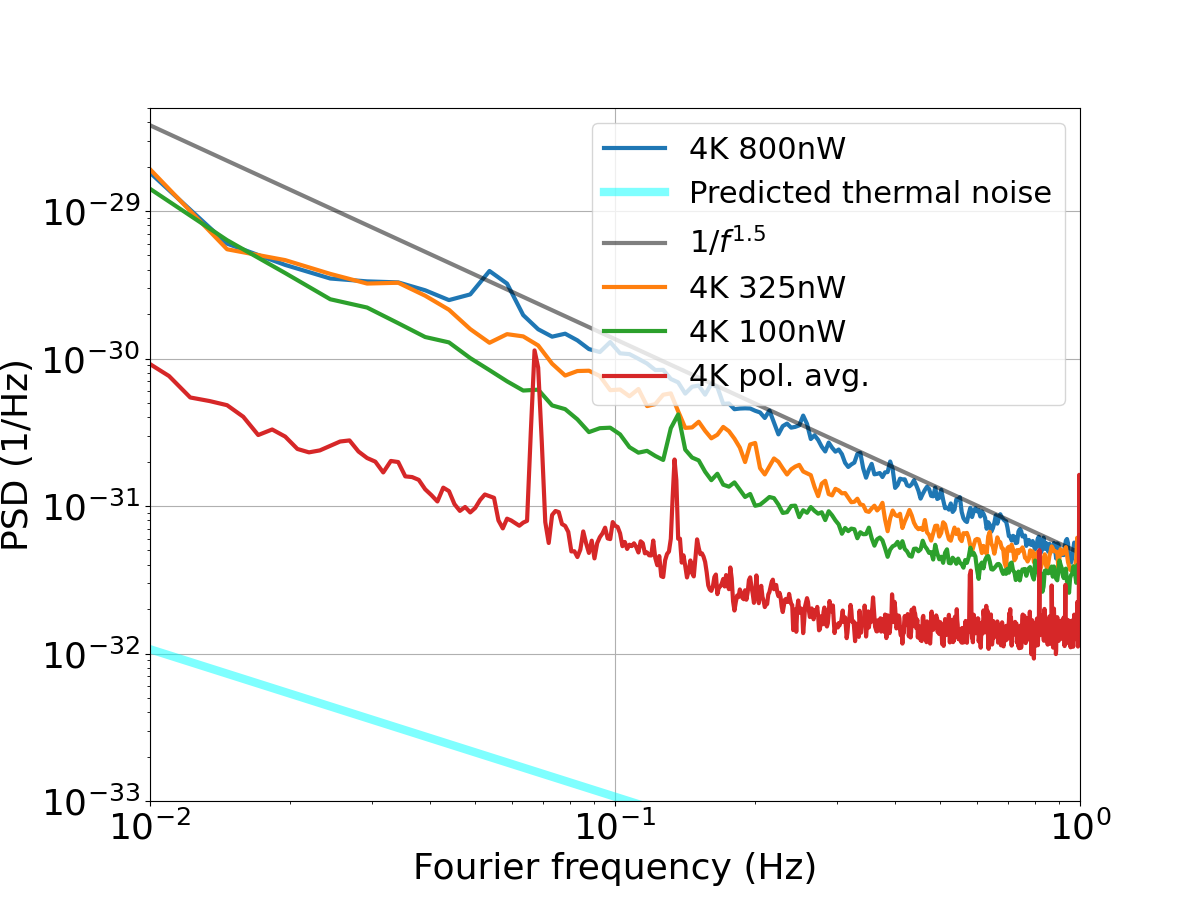 4K 800nW
Predicted thermal noise
1/f^1.5
4K 325nW
4K 100nW
4K pol. avg.
PSD (1/Hz)
10^−29
10^−30
10^−31
10^−32
10^−33
10^−2
10^−1
10^0
Fourier frequency (Hz)